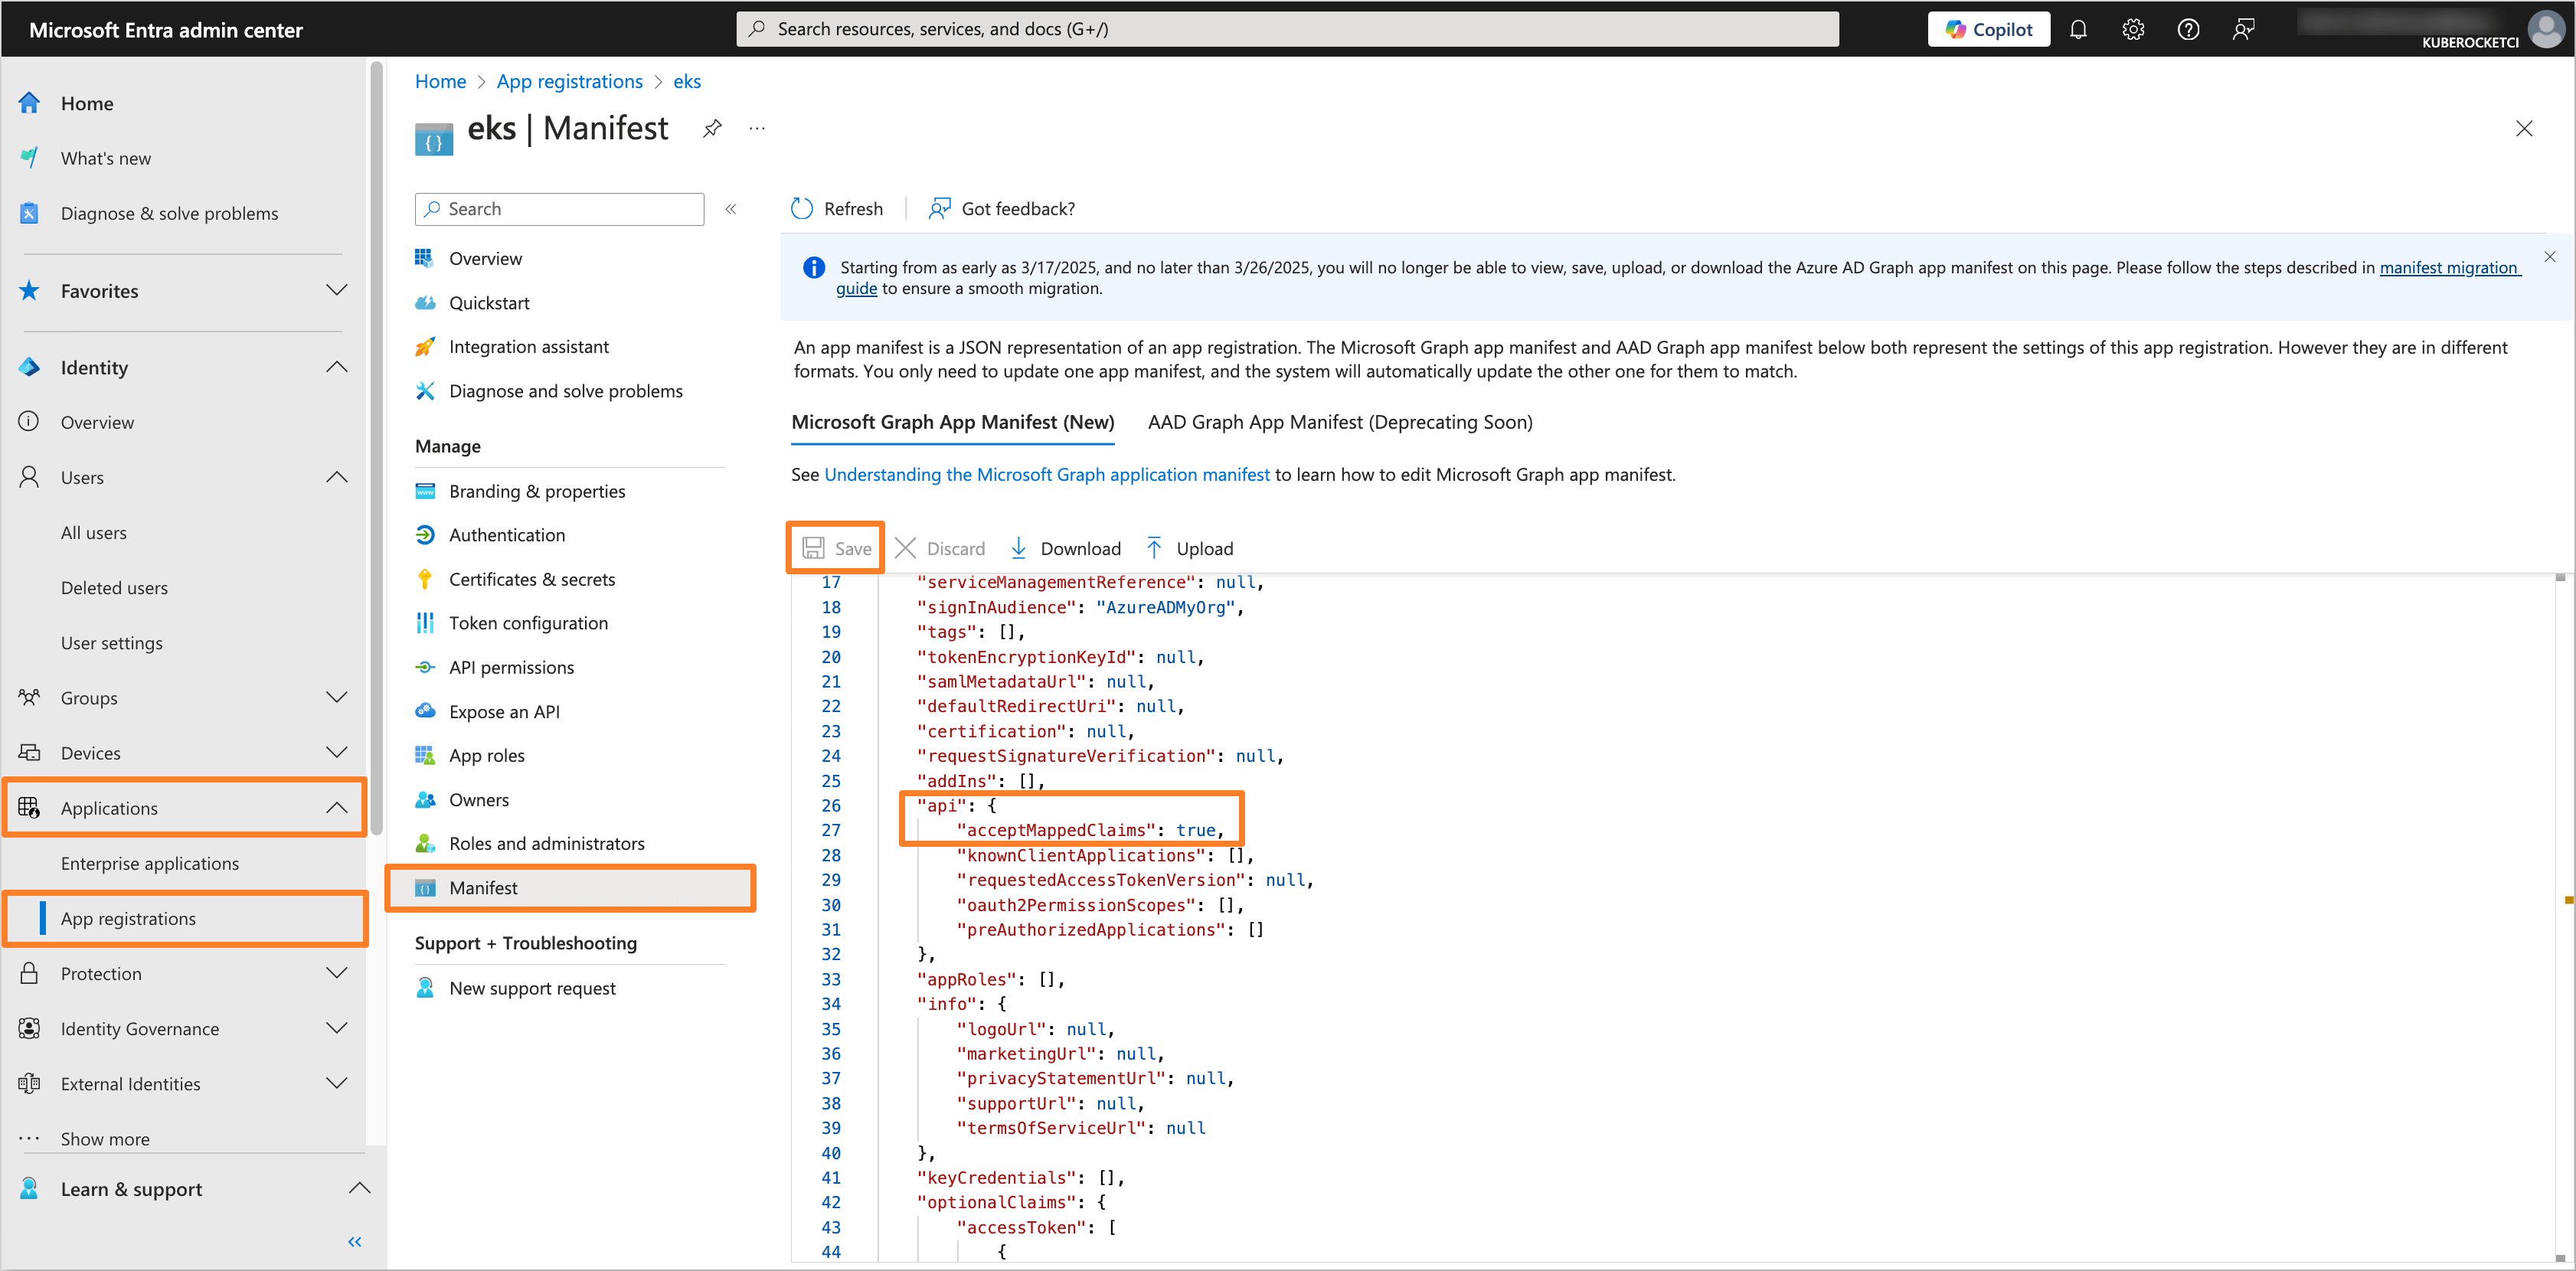 Microsoft Entra admin center
Search resources, services, and docs (G+/)
Copilot
KUBEROCKETCI
Home
What's new
Diagnose & solve problems
Favorites
Identity
Overview
Users
All users
Deleted users
User settings
Groups
Devices
Applications
Enterprise applications
App registrations
Protection
Identity Governance
External Identities
Show more
Learn & support
Home > App registrations > eks
eks | Manifest
Search
Overview
Quickstart
Integration assistant
Diagnose and solve problems
Manage
Branding & properties
Authentication
Certificates & secrets
Token configuration
API permissions
Expose an API
App roles
Owners
Roles and administrators
Manifest
Support + Troubleshooting
New support request
Refresh
Got feedback?
Starting from as early as 3/17/2025, and no later than 3/26/2025, you will no longer be able to view, save, upload, or download the Azure AD Graph app manifest on this page. Please follow the steps described in manifest migration
guide to ensure a smooth migration.
An app manifest is a JSON representation of an app registration. The Microsoft Graph app manifest and AAD Graph app manifest below both represent the settings of this app registration. However they are in different
formats. You only need to update one app manifest, and the system will automatically update the other one for them to match.
Microsoft Graph App Manifest (New)
AAD Graph App Manifest (Deprecating Soon)
See Understanding the Microsoft Graph application manifest to learn how to edit Microsoft Graph app manifest.
Save
Discard
Download
Upload
17 "serviceManagementReference": null,
18 "signInAudience": "AzureADMyOrg",
19 "tags": [],
20 "tokenEncryptionKeyId": null,
21 "samlMetadataUrl": null,
22 "defaultRedirectUri": null,
23 "certification": null,
24 "requestSignatureVerification": null,
25 "addIns": [],
26 "api": {
27 "acceptMappedClaims": true,
28 "knownClientApplications": [],
29 "requestedAccessTokenVersion": null,
30 "oauth2PermissionScopes": [],
31 "preAuthorizedApplications": []
32 },
33 "appRoles": [],
34 "info": {
35 "logoUrl": null,
36 "marketingUrl": null,
37 "privacyStatementUrl": null,
38 "supportUrl": null,
39 "termsOfServiceUrl": null
40 },
41 "keyCredentials": [],
42 "optionalClaims": {
43 "accessToken": [
44 {